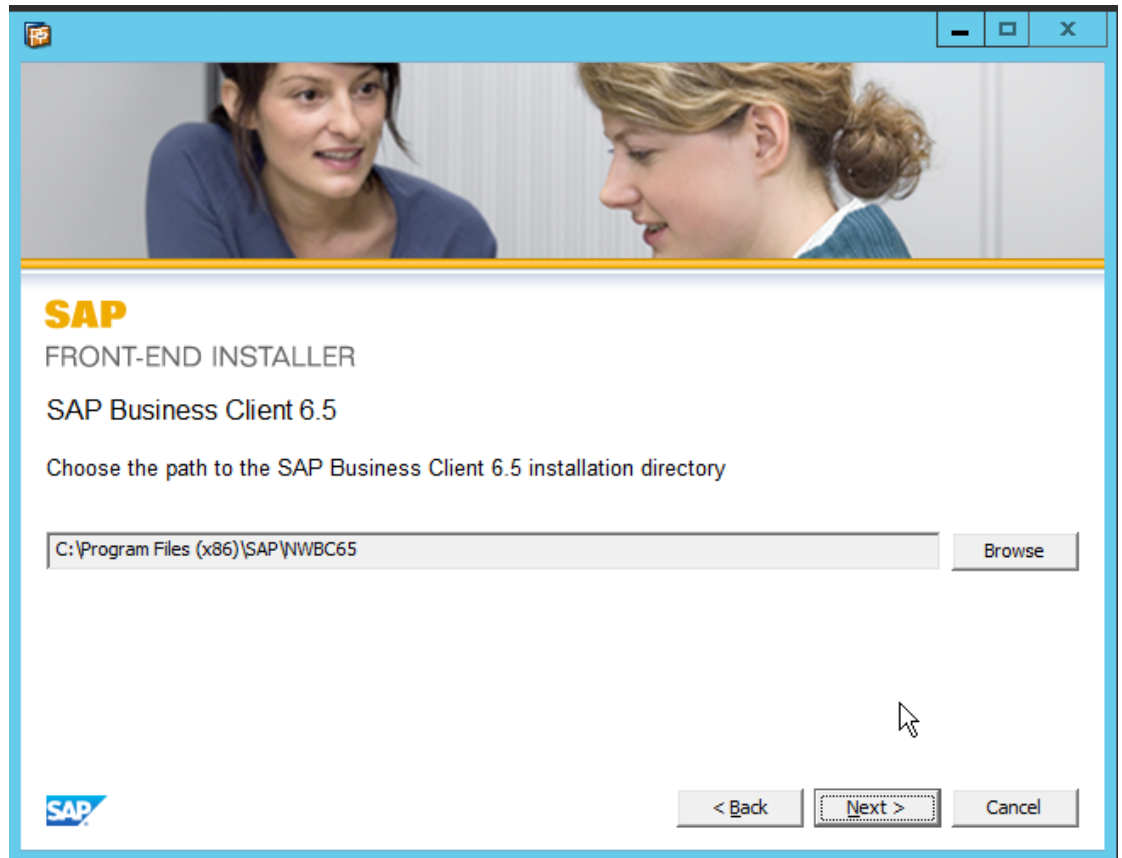 X
SAP
FRONT-END INSTALLER
SAP Business Client 6.5
Choose the path to the SAP Business Client 6.5 installation directory
C:\Program Files (x86)\SAP\NWBC65
Browse
SAP
< Back
Next >
Cancel